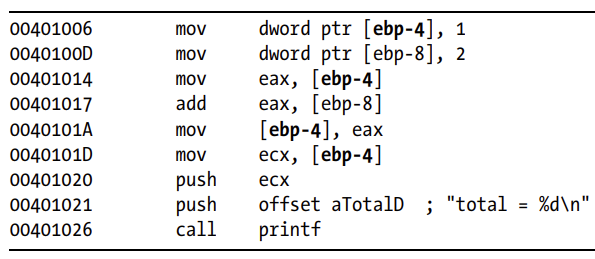 00401006 mov dword ptr [ebp-4], 1
0040100D mov dword ptr [ebp-8], 2
00401014 mov eax, [ebp-4]
00401017 add eax, [ebp-8]
0040101A mov [ebp-4], eax
0040101D mov ecx, [ebp-4]
00401020 push ecx
00401021 push offset aTotalD ; "total = %d\n"
00401026 call printf